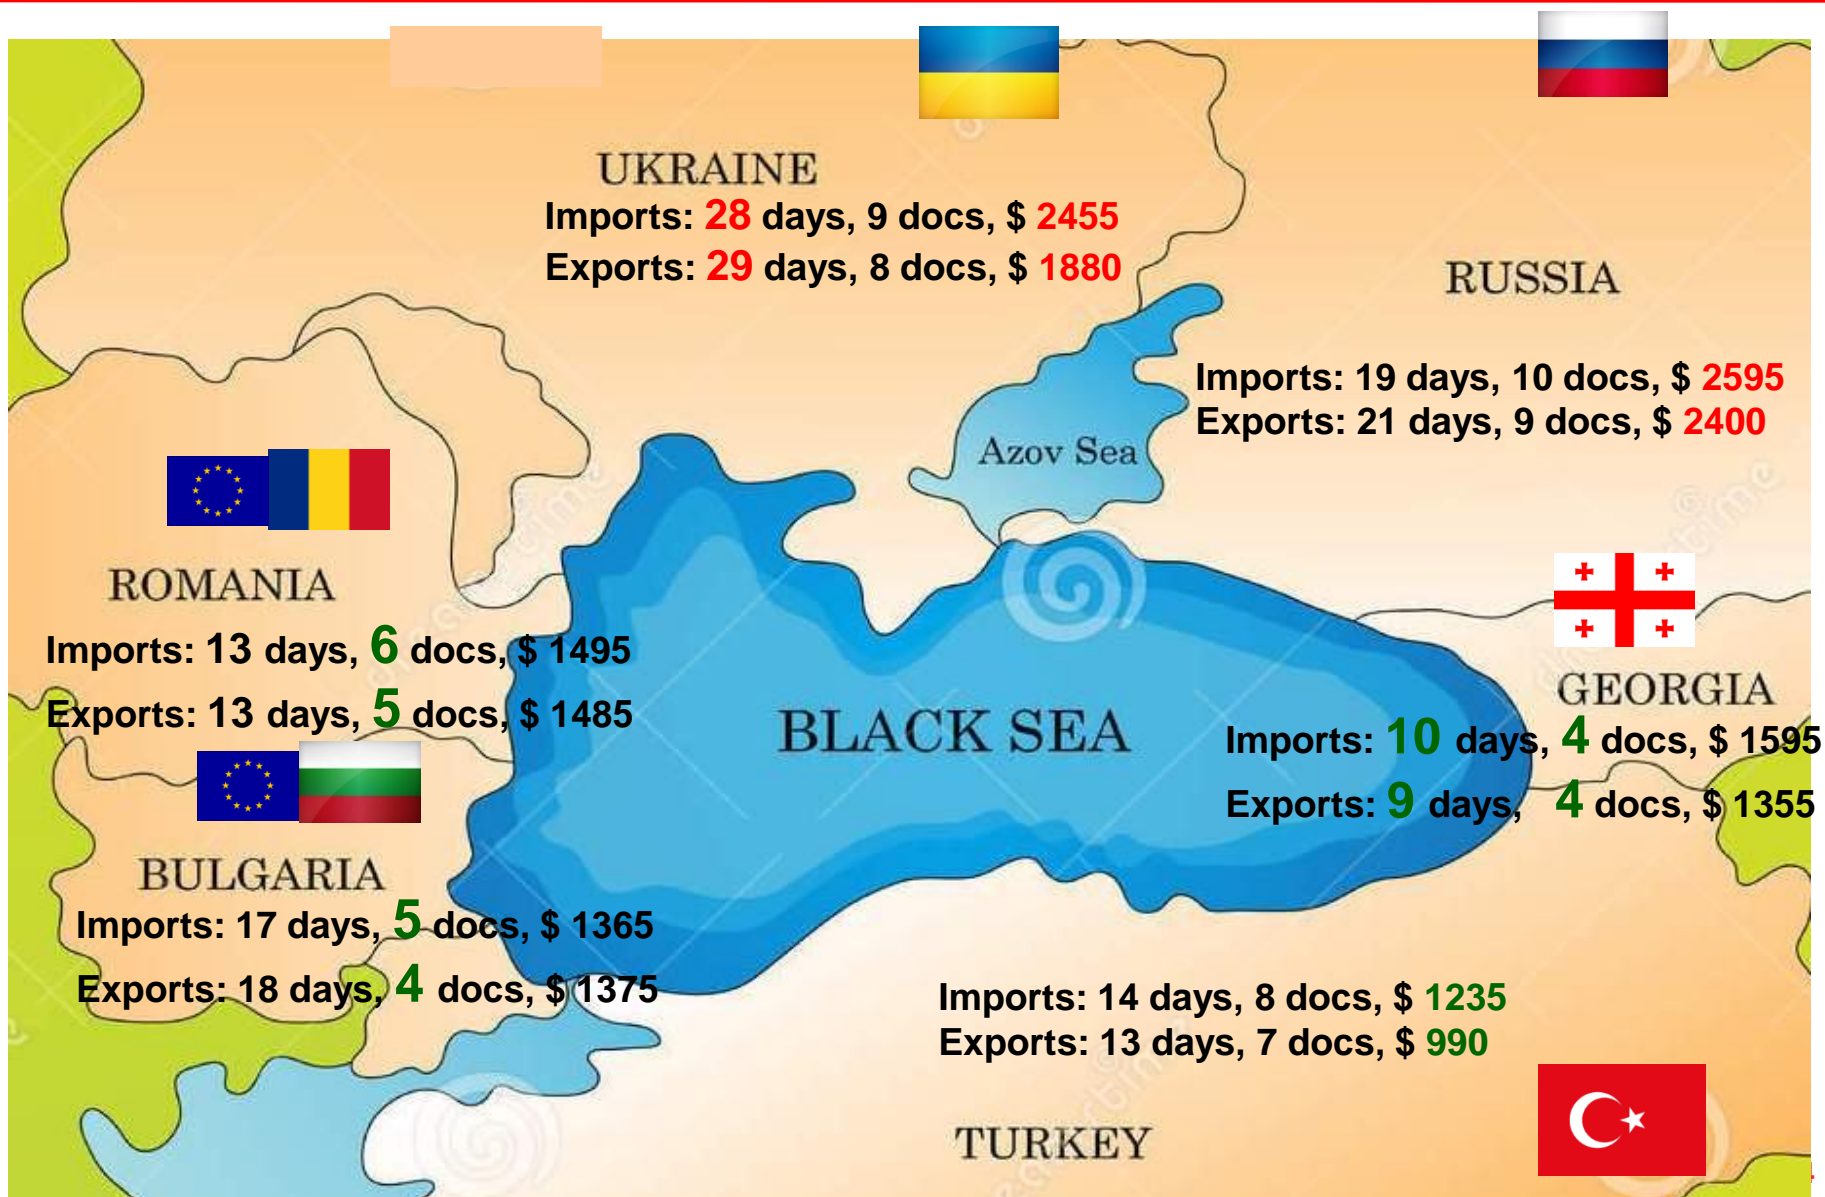 UKRAINE
Imports: 28 days, 9 docs, $ 2455
Exports: 29 days, 8 docs, $ 1880
RUSSIA
Imports: 19 days, 10 docs, $ 2595
Exports: 21 days, 9 docs, $ 2400
Azov Sea
ROMANIA
Imports: 13 days, 6 docs, $ 1495
Exports: 13 days, 5 docs, $ 1485
BLACK SEA
GEORGIA
Imports: 10 days, 4 docs, $ 1595
Exports: 9 days, 4 docs, $ 1355
BULGARIA
Imports: 17 days, 5 docs, $ 1365
Exports: 18 days, 4 docs, $ 1375
Imports: 14 days, 8 docs, $ 1235
Exports: 13 days, 7 docs, $ 990
TURKEY